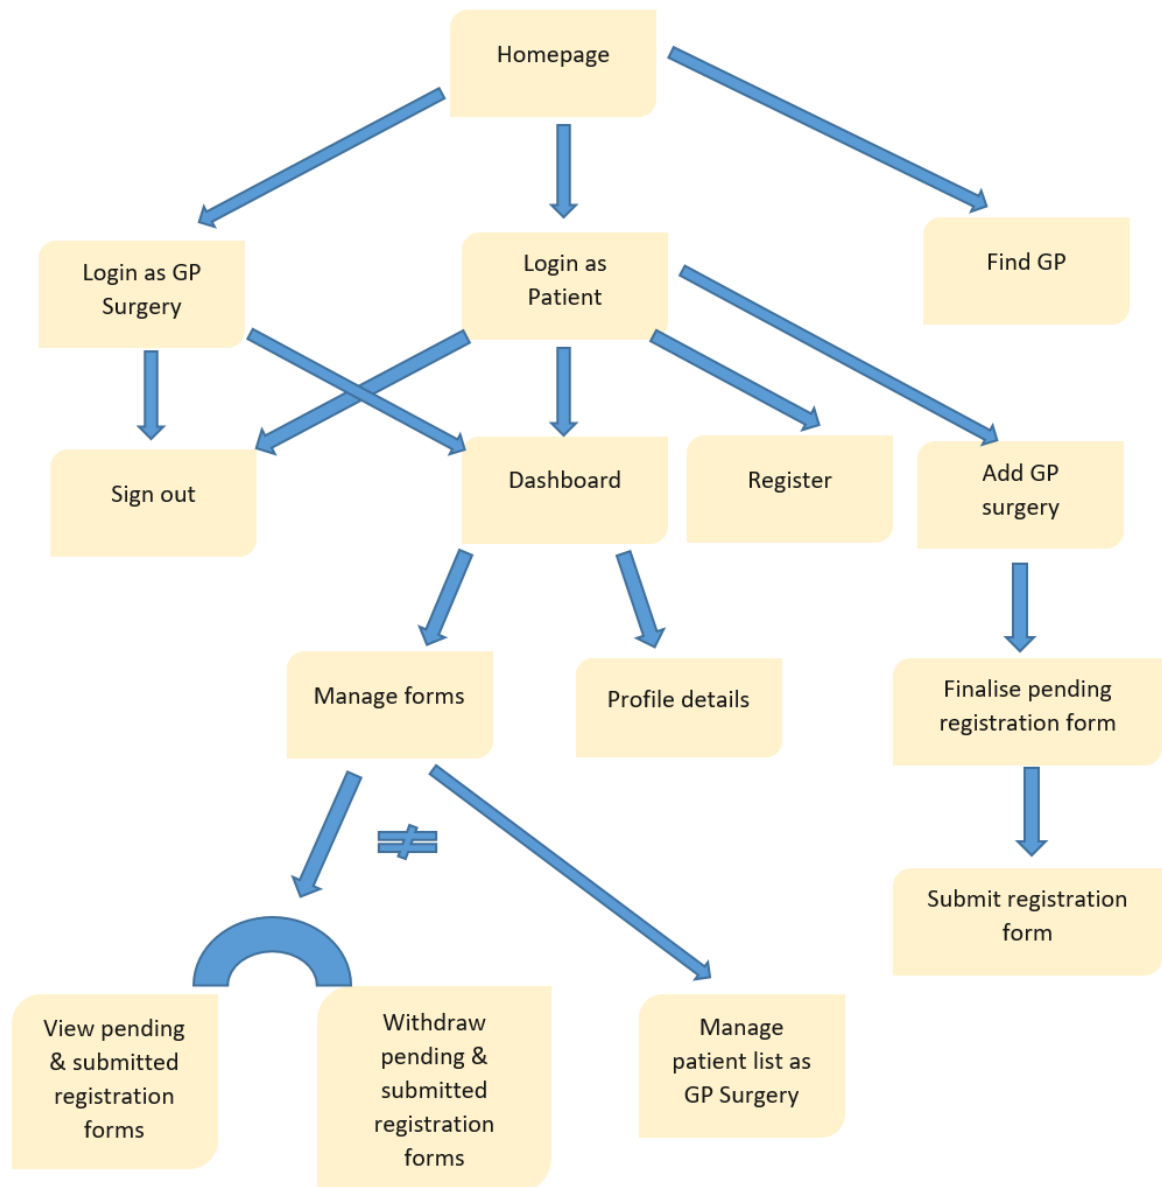 Homepage
Login as GP
Surgery
Login as
Patient
Find GP
Sign out
Dashboard
Register
Add GP
surgery
Manage forms
Profile details
Finalise pending
registration form
≠
Submit registration
form
View pending
& submitted
registration
forms
Withdraw
pending &
submitted
registration
forms
Manage
patient list as
GP Surgery